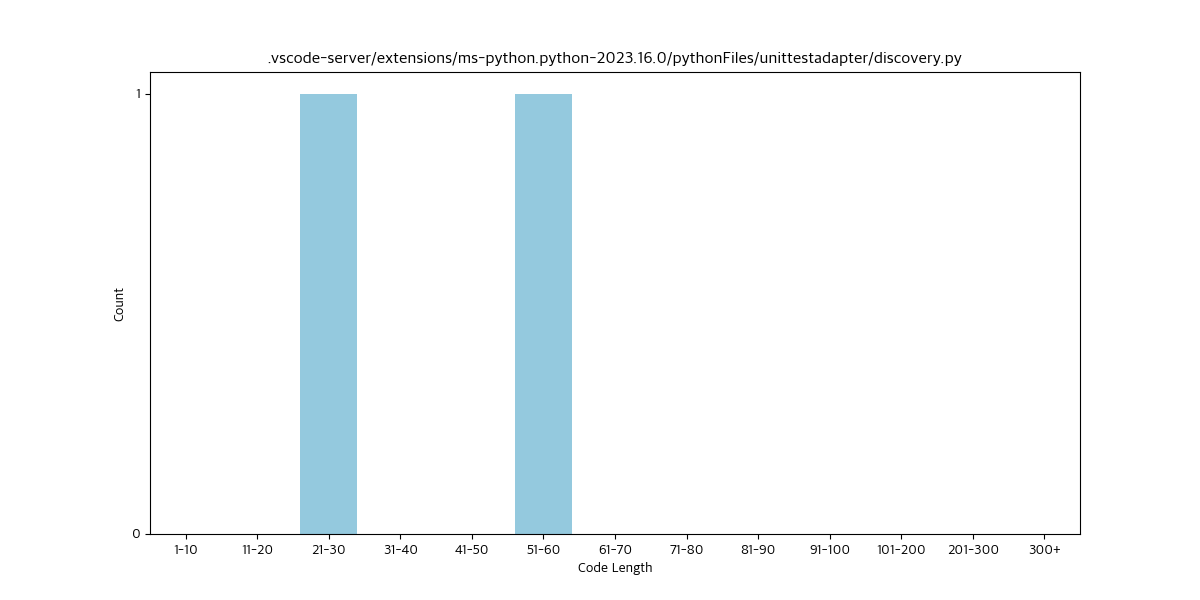 .vscode-server/extensions/ms-python.python-2023.16.0/pythonFiles/unittestadapter/discovery.py
1
Count
0
1-10 11-20 21-30 31-40 41-50 51-60 61-70 71-80 81-90 91-100 101-200 201-300 300+
Code Length